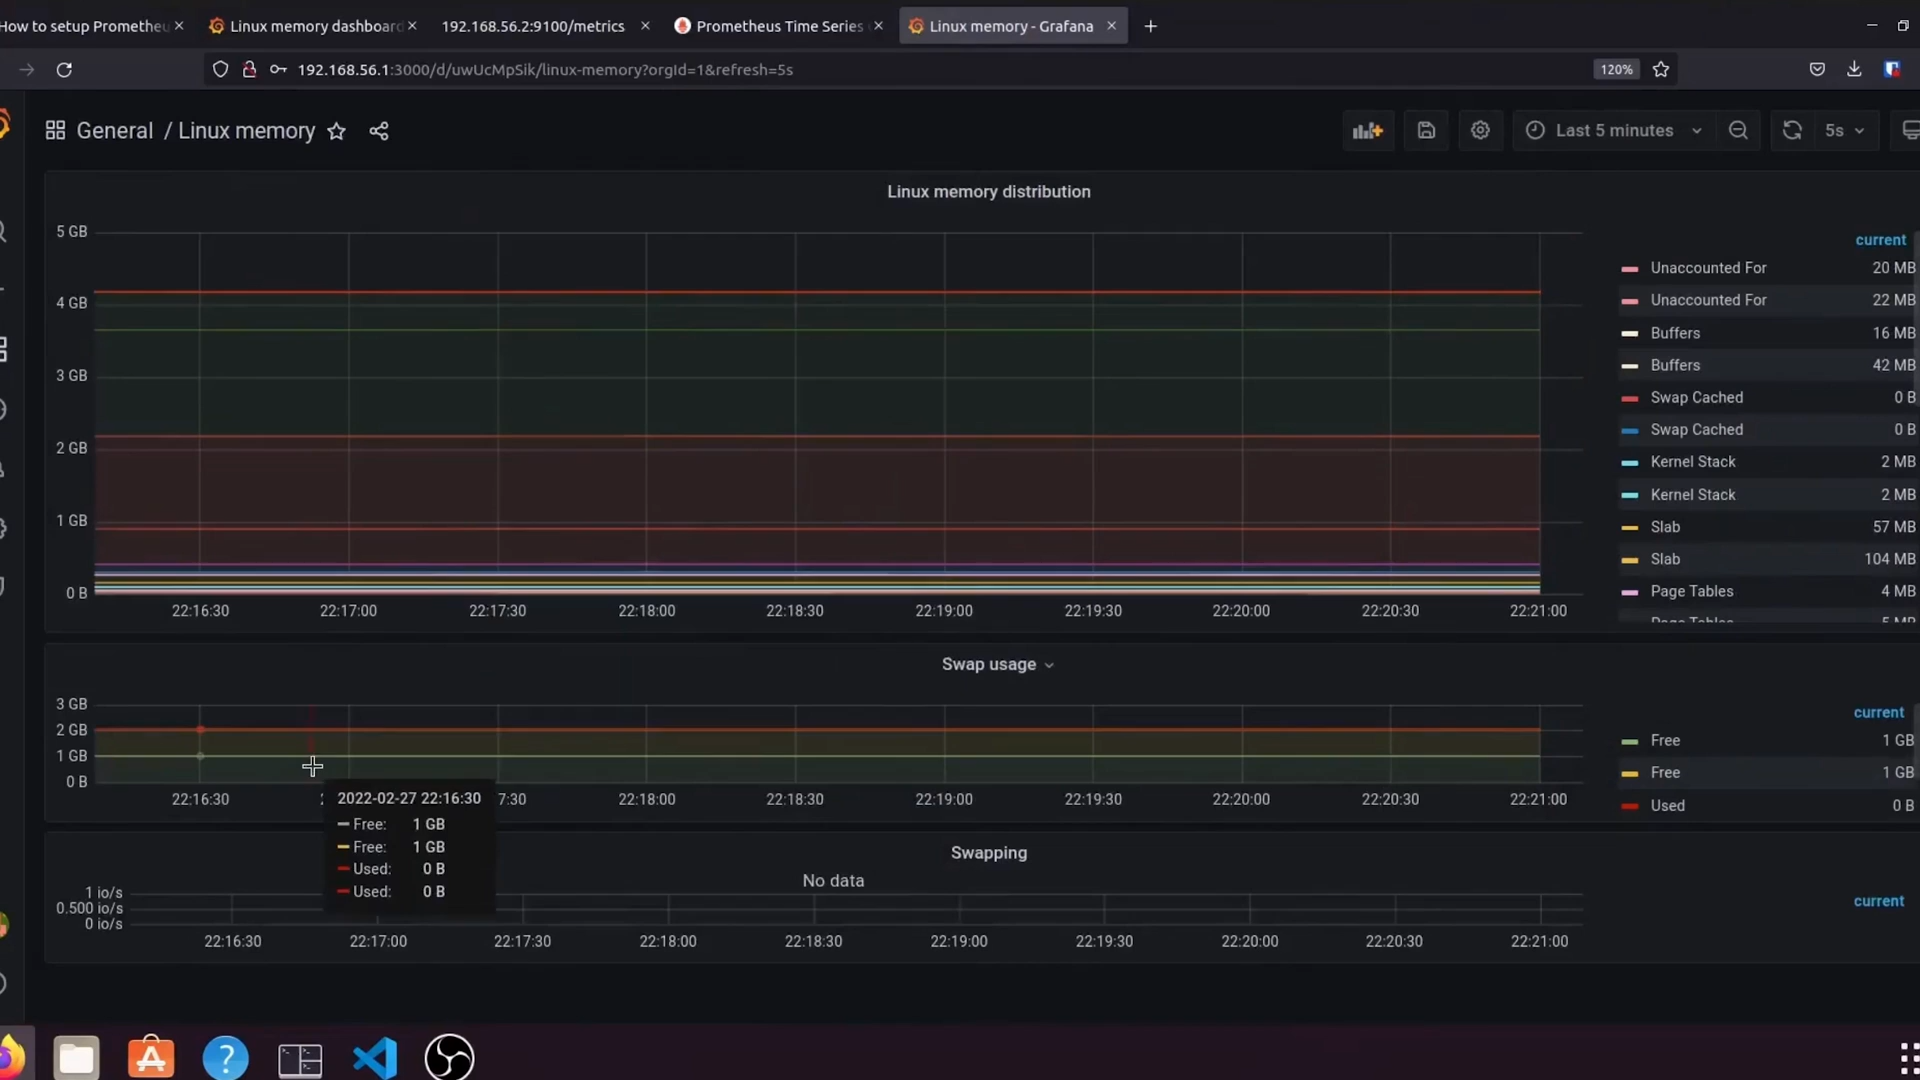 How to setup Prometheu
Linux memory dashboard
192.168.56.2:9100/metrics
Prometheus Time Series
Linux memory - Grafana
192.168.56.1:3000/d/uwUcMpSik/linux-memory?orgId=1&refresh=5s
120%
General / Linux memory
Last 5 minutes
5s
Linux memory distribution
5 GB
4 GB
3 GB
2 GB
1 GB
0 B
22:16:30 22:17:00 22:17:30 22:18:00 22:18:30 22:19:00 22:19:30 22:20:00 22:20:30 22:21:00
current
Unaccounted For 20 MB
Unaccounted For 22 MB
Buffers 16 MB
Buffers 42 MB
Swap Cached 0 B
Swap Cached 0 B
Kernel Stack 2 MB
Kernel Stack 2 MB
Slab 57 MB
Slab 104 MB
Page Tables 4 MB
Page Tables 5 MB
Swap usage
3 GB
2 GB
1 GB
0 B
22:16:30 2 7:30 22:18:00 22:18:30 22:19:00 22:19:30 22:20:00 22:20:30 22:21:00
current
Free 1 GB
Free 1 GB
Used 0 B
2022-02-27 22:16:30
Free: 1 GB
Free: 1 GB
Used: 0 B
Used: 0 B
Swapping
No data
1 io/s
0.500 io/s
0 io/s
22:16:30 22:17:00 22:17:30 22:18:00 22:18:30 22:19:00 22:19:30 22:20:00 22:20:30 22:21:00
current